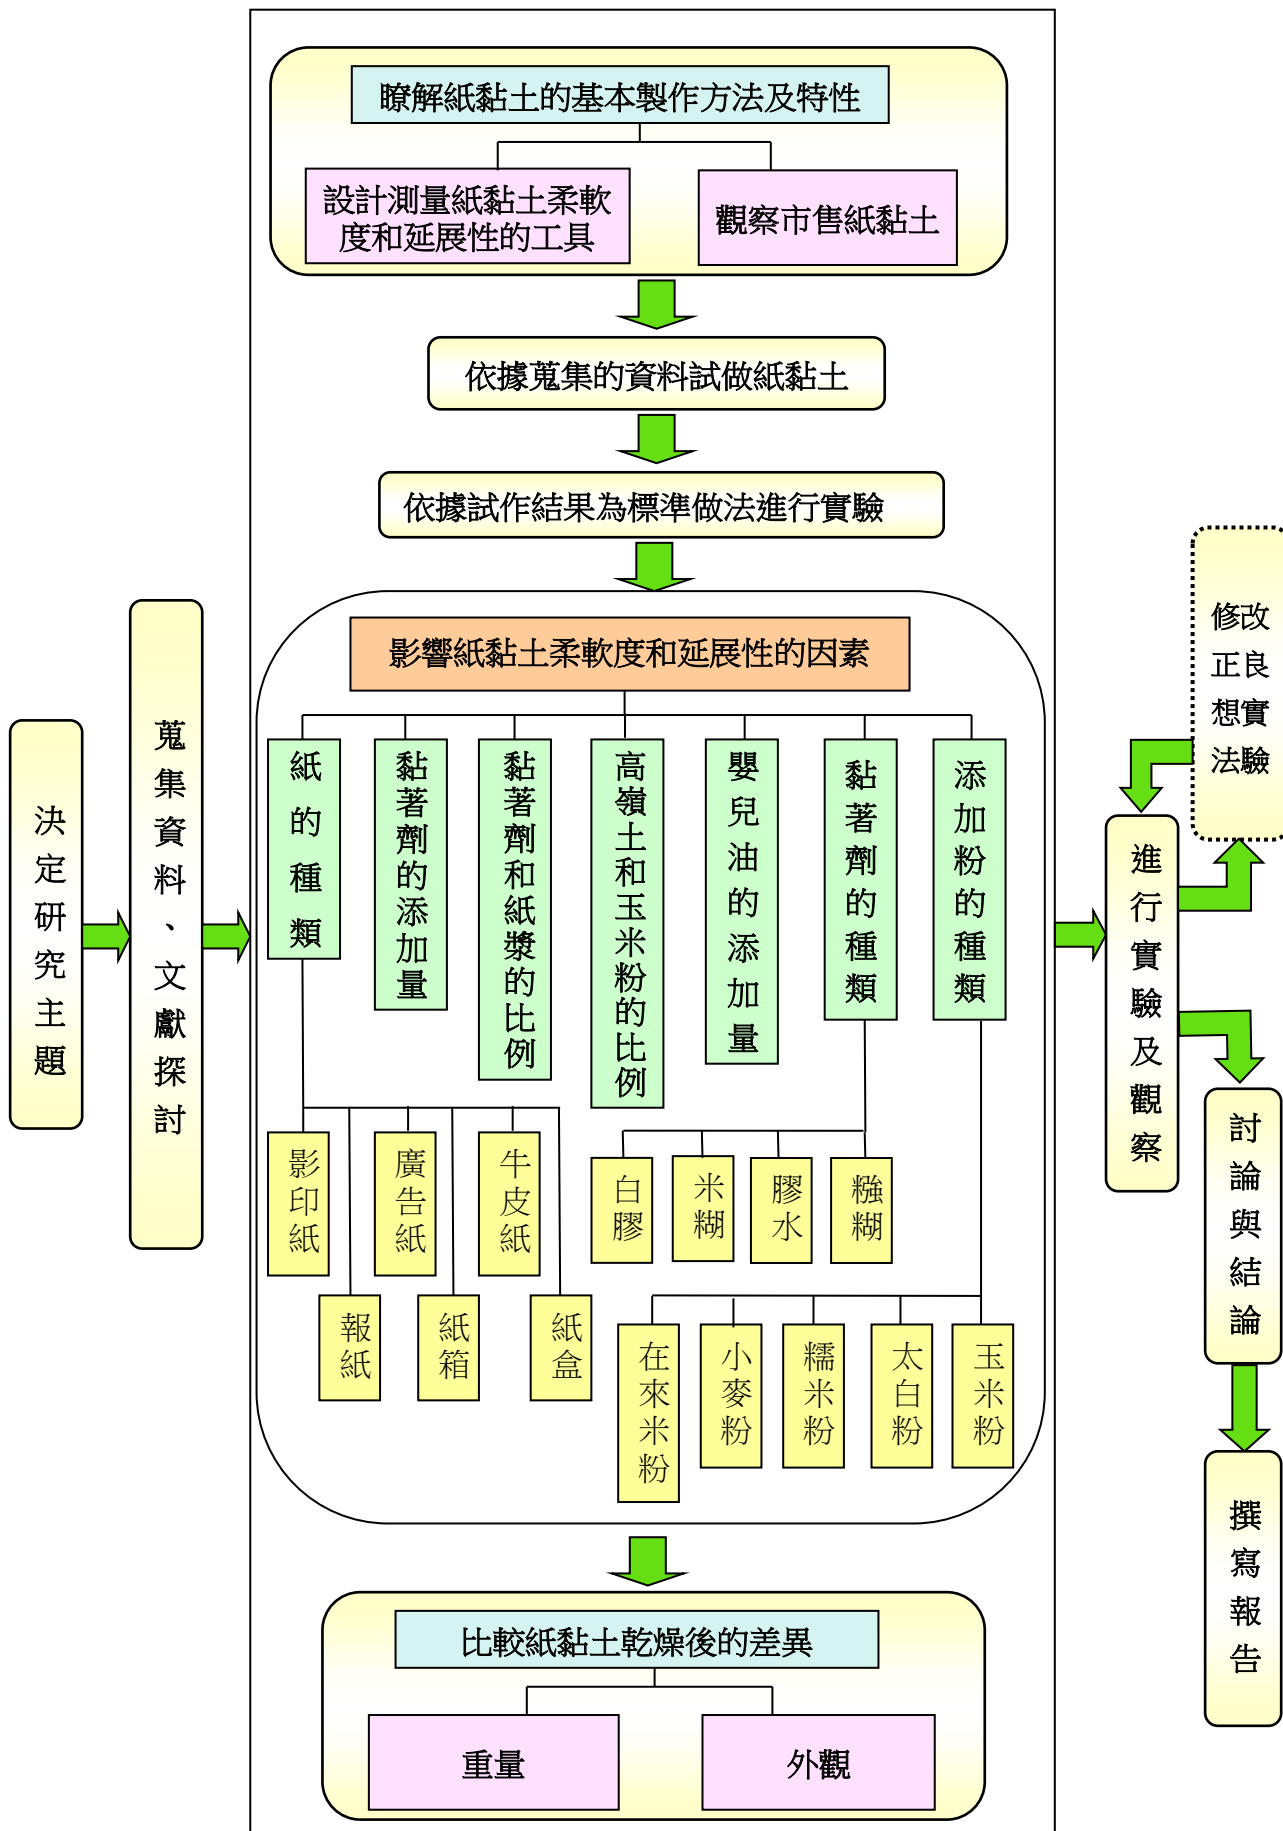 決定研究主題
蒐集資料、文獻探討
瞭解紙黏土的基本製作方法及特性
設計測量紙黏土柔軟
度和延展性的工具
觀察市售紙黏土
依據蒐集的資料試做紙黏土
依據試作結果為標準做法進行實驗
影響紙黏土柔軟度和延展性的因素
紙的種類
黏著劑的添加量
黏著劑和紙漿的比例
高嶺土和玉米粉的比例
嬰兒油的添加量
黏著劑的種類
添加粉的種類
影印紙
廣告紙
牛皮紙
報紙
紙箱
紙盒
白膠
米糊
膠水
糨糊
在來米粉
小麥粉
糯米粉
太白粉
玉米粉
比較紙黏土乾燥後的差異
重量
外觀
進行實驗及觀察
修改
正良
想實
法驗
討論與結論
撰寫報告